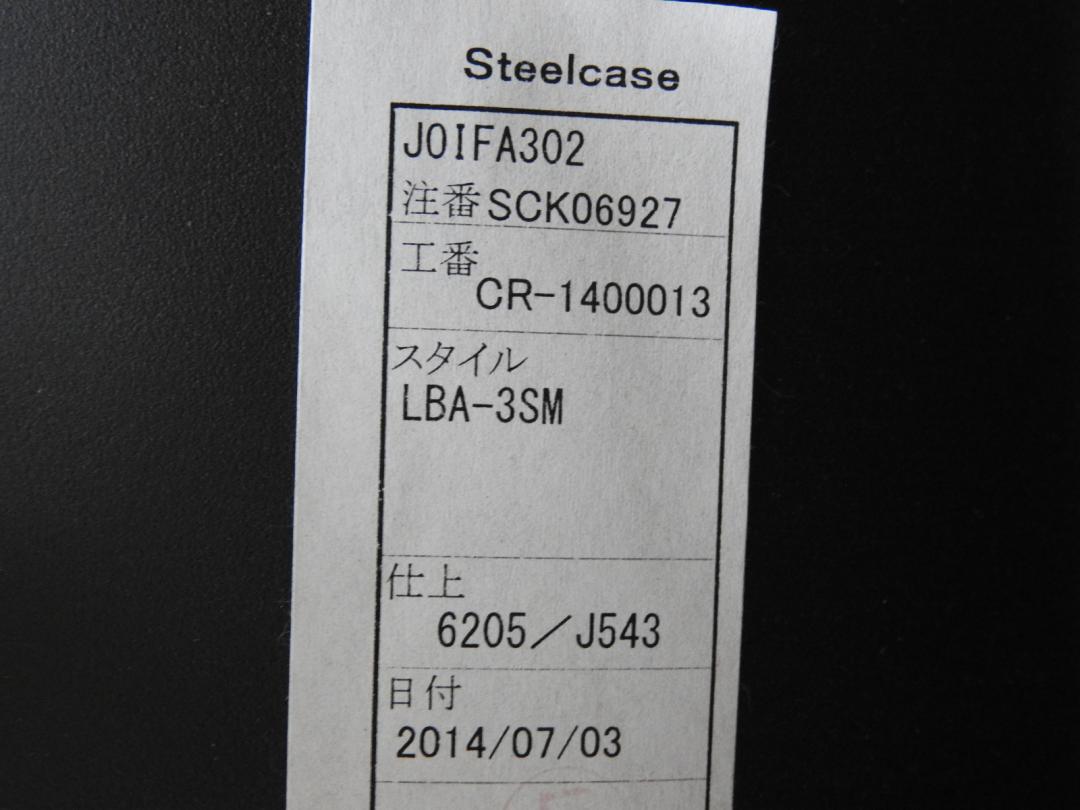 Steelcase
JOIFA302
注番SCK06927
工番
CR-1400013
スタイル
LBA-3SM
仕上
6205／J543
日付
2014/07/03